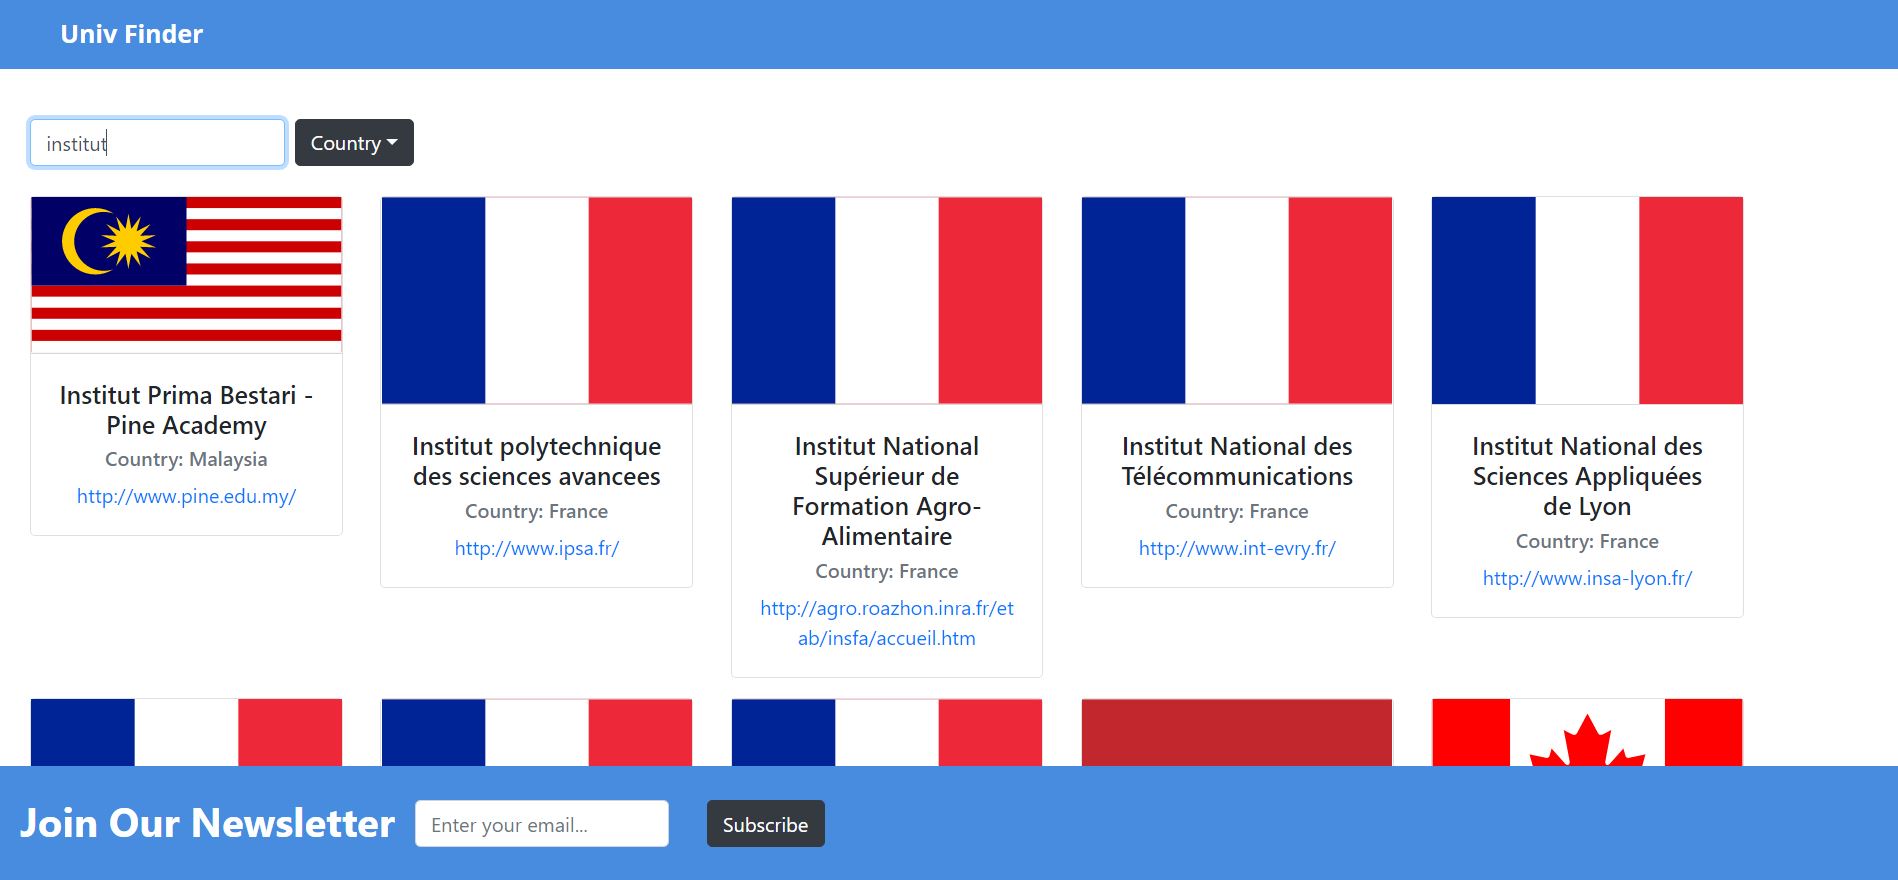 Univ Finder
institut
Country
Institut Prima Bestari -
Pine Academy
Country: Malaysia
http://www.pine.edu.my/
Institut polytechnique
des sciences avancees
Country: France
http://www.ipsa.fr/
Institut National
Supérieur de
Formation Agro-
Alimentaire
Country: France
http://agro.roazhon.inra.fr/et
ab/insfa/accueil.htm
Institut National des
Télécommunications
Country: France
http://www.int-evry.fr/
Institut National des
Sciences Appliquées
de Lyon
Country: France
http://www.insa-lyon.fr/
Join Our Newsletter
Enter your email...
Subscribe